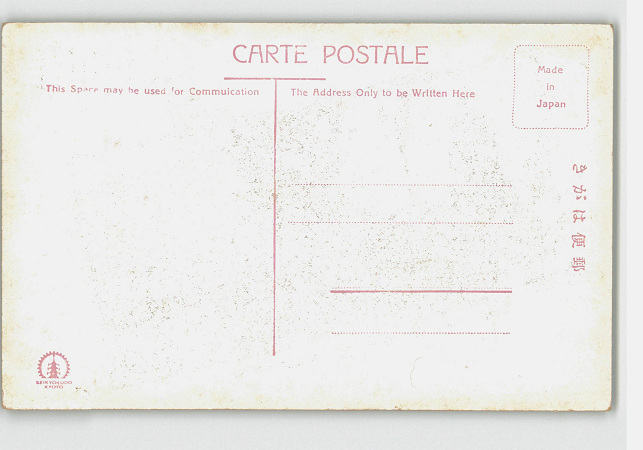 CARTE POSTALE
This Space may be used for Commuication
The Address Only to be Written Here
Made
in
Japan
きがは便郵
KYOTO